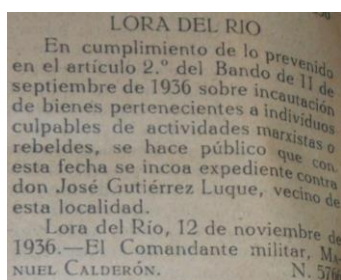 LORA DEL RIO
En cumplimiento de lo prevenido
en el artículo 2.º del Bando de 11 de
septiembre de 1936 sobre incautación
de bienes pertenecientes a individuos
culpables de actividades marxistas o
rebeldes, se hace público que con
esta fecha se incoa expediente contra
don José Gutiérrez Luque, vecino de
esta localidad.
Lora del Río, 12 de noviembre de
1936.—El Comandante militar, MA-
NUEL CALDERÓN. N. 5766